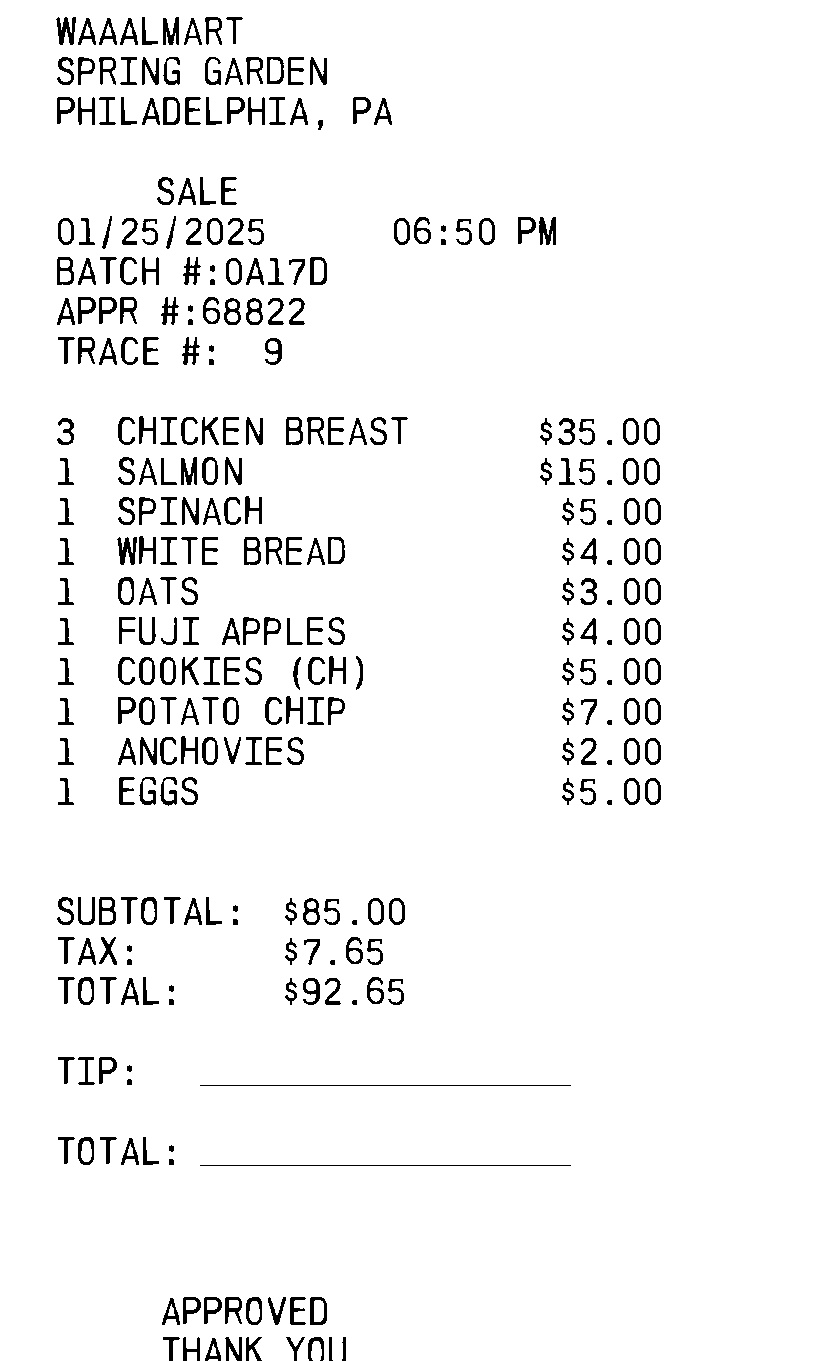 WAAALMART
SPRING GARDEN
PHILADELPHIA, PA
SALE
01/25/2025 06:50 PM
BATCH #:0A17D
APPR #:68822
TRACE #: 9
3 CHICKEN BREAST $35.00
1 SALMON $15.00
1 SPINACH $5.00
1 WHITE BREAD $4.00
1 OATS $3.00
1 FUJI APPLES $4.00
1 COOKIES (CH) $5.00
1 POTATO CHIP $7.00
1 ANCHOVIES $2.00
1 EGGS $5.00
SUBTOTAL: $85.00
TAX: $7.65
TOTAL: $92.65
TIP:
TOTAL:
APPROVED
THANK YOU